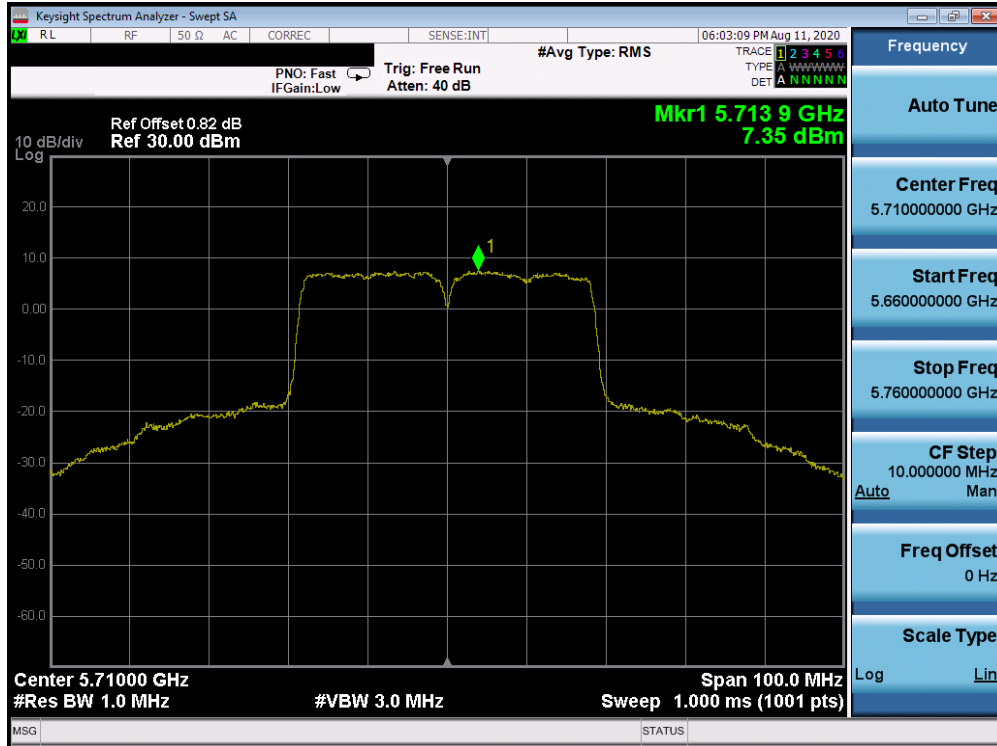 Keysight Spectrum Analyzer - Swept SA
LXI RL RF 50 Ω AC CORREC SENSE:INT 06:03:09 PM Aug 11, 2020
Frequency
#Avg Type: RMS
TRACE 1 2 3 4 5 6
TYPE A WWWWW
DET A N N N N N
PNO: Fast
IFGain:Low
Trig: Free Run
Atten: 40 dB
Auto Tune
Mkr1 5.713 9 GHz
7.35 dBm
Ref Offset 0.82 dB
10 dB/div Ref 30.00 dBm
Log
20.0
10.0
0.00
-10.0
-20.0
-30.0
-40.0
-50.0
-60.0
1
Center Freq
5.710000000 GHz
Start Freq
5.660000000 GHz
Stop Freq
5.760000000 GHz
CF Step
10.000000 MHz
Auto Man
Freq Offset
0 Hz
Scale Type
Log Lin
Center 5.71000 GHz Span 100.0 MHz
#Res BW 1.0 MHz #VBW 3.0 MHz Sweep 1.000 ms (1001 pts)
MSG STATUS